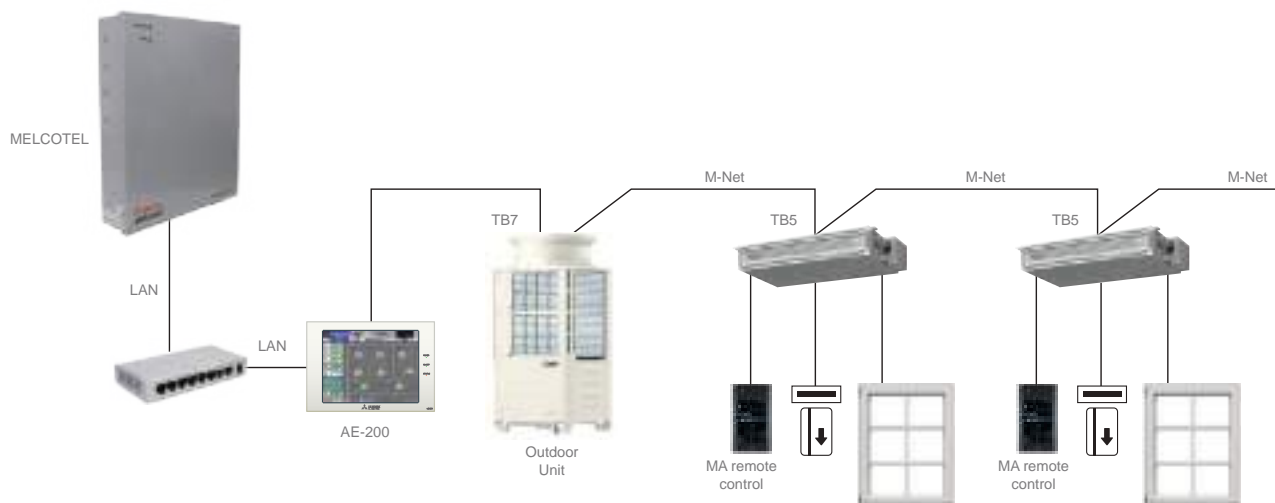 MELCOTEL
M-Net
M-Net
M-Net
TB7
TB5
TB5
LAN
LAN
AE-200
Outdoor
Unit
MA remote
control
MA remote
control